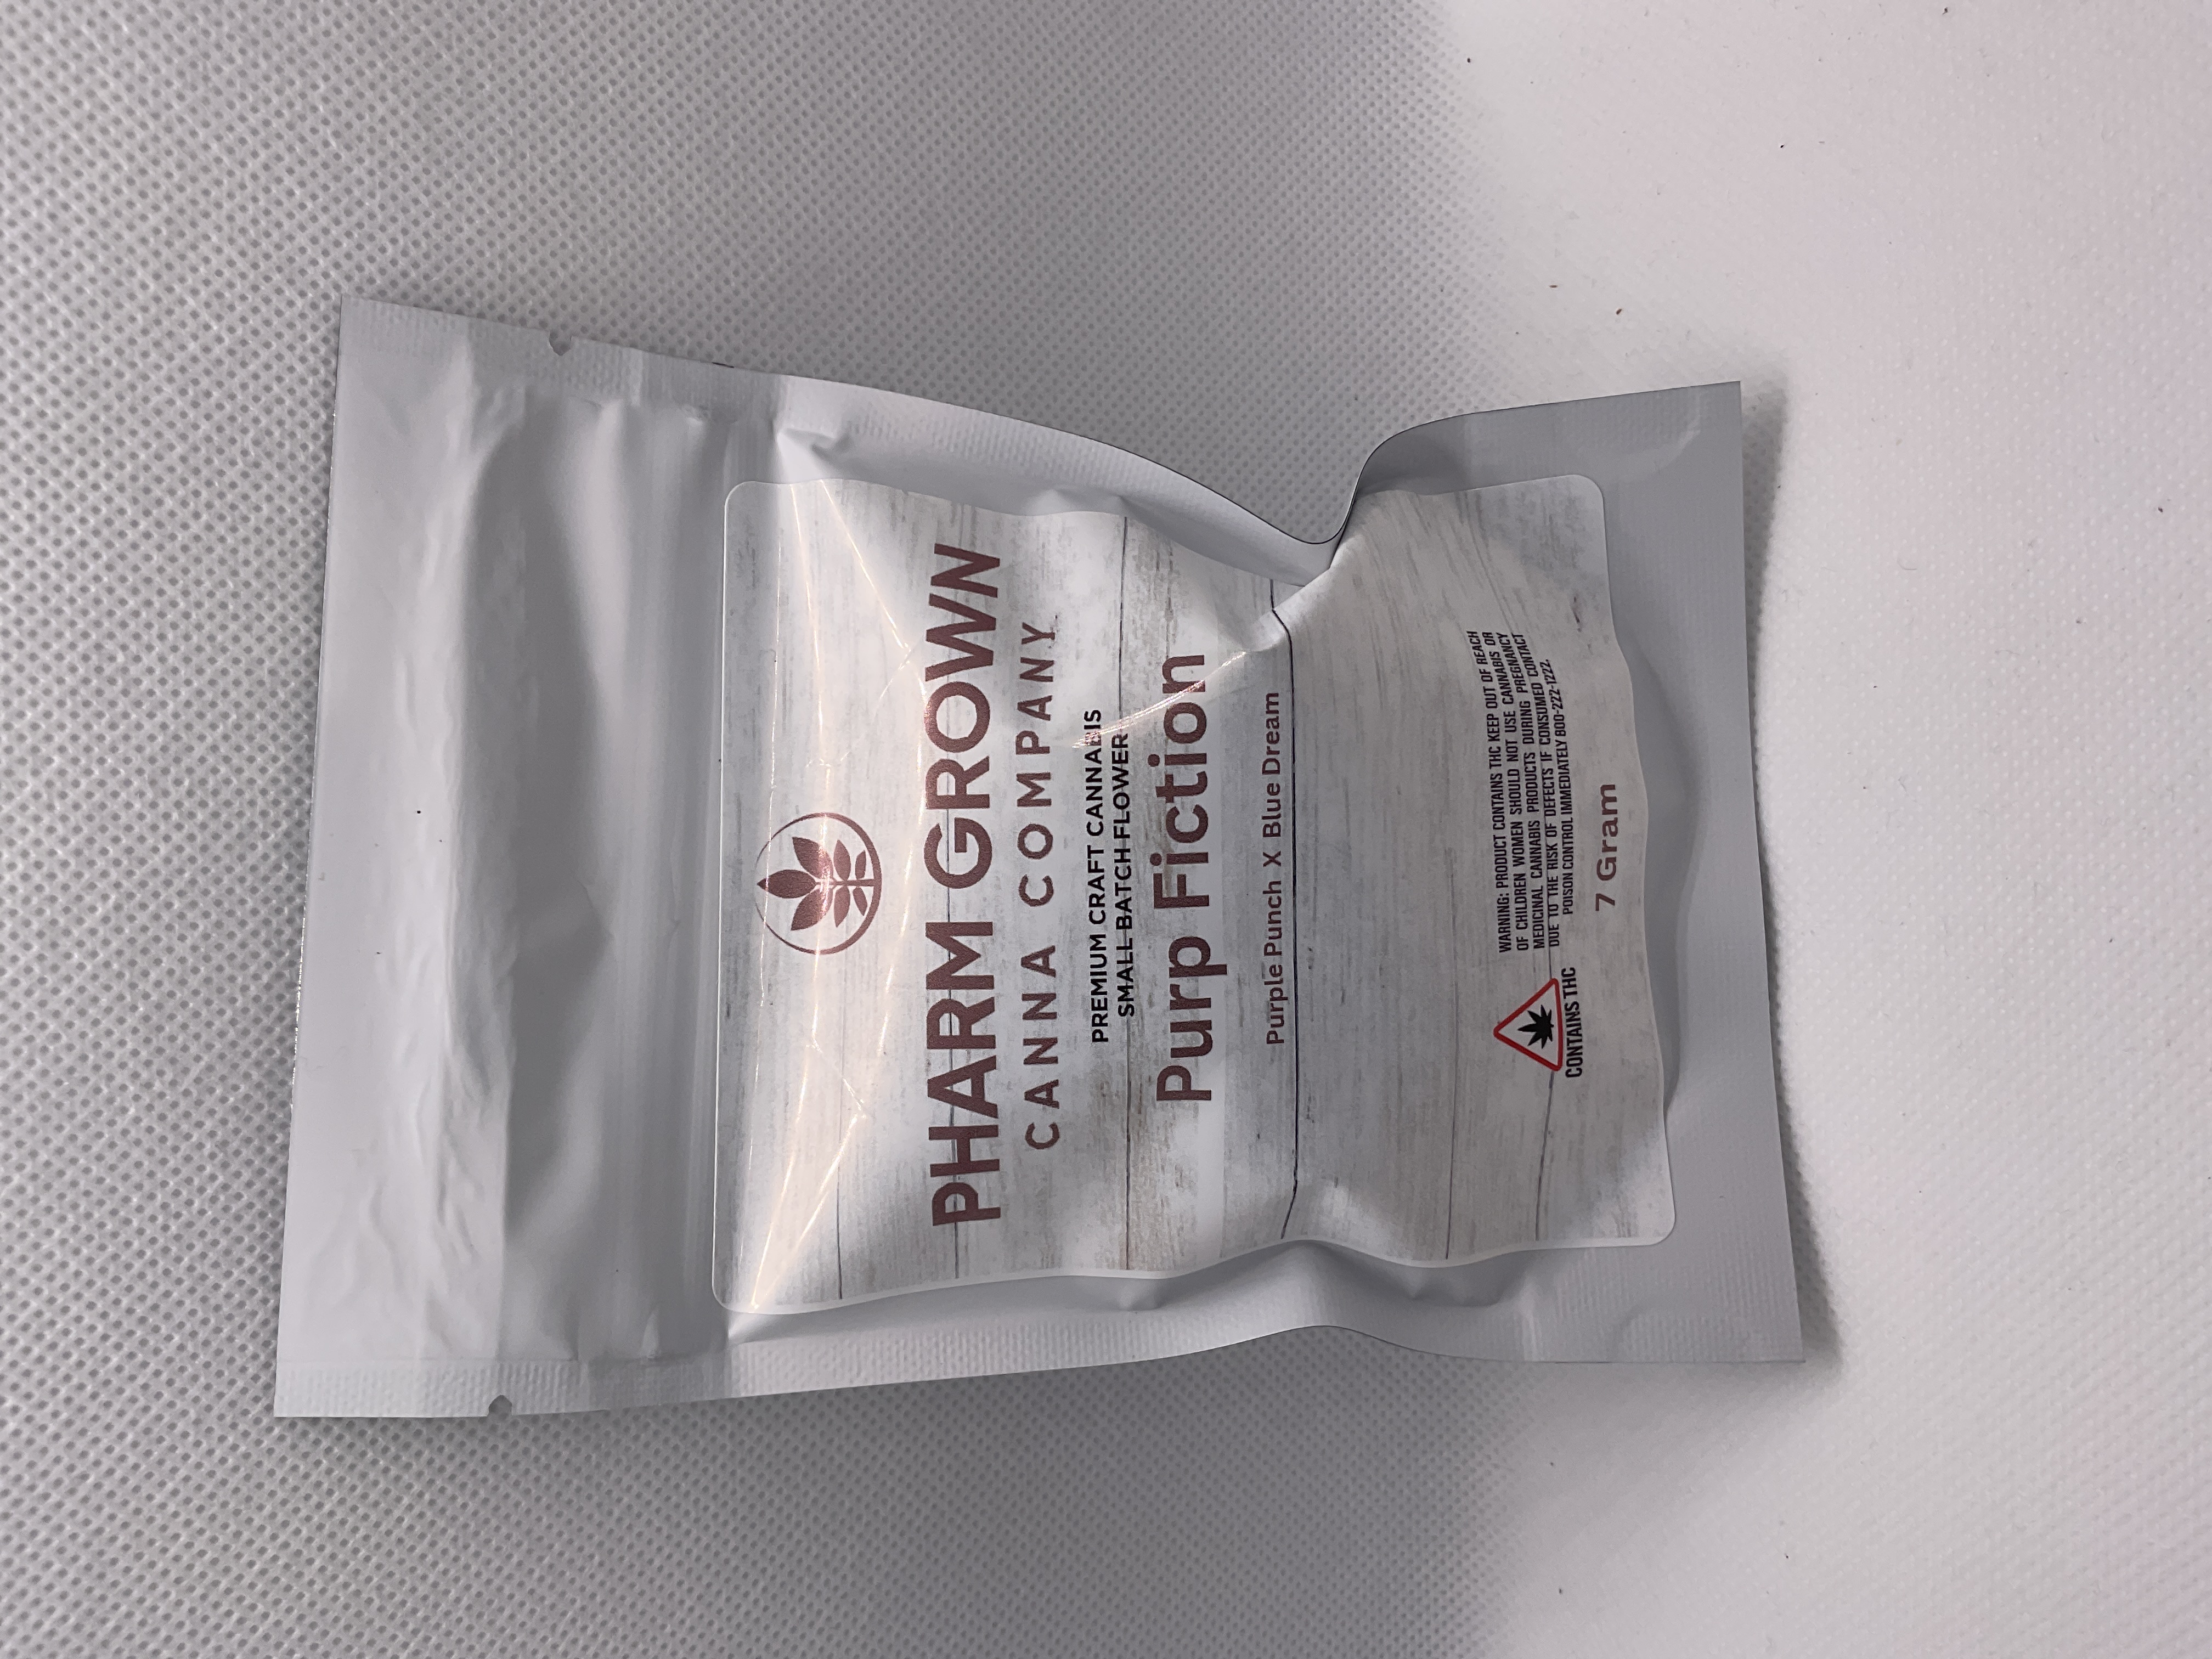 PHARM GROWN
CANNA COMPANY
PREMIUM CRAFT CANNABIS
SMALL BATCH FLOWER
Purp Fiction
Purple Punch X Blue Dream
CONTAINS THC
WARNING: PRODUCT CONTAINS THC KEEP OUT OF REACH
OF CHILDREN WOMEN SHOULD NOT USE CANNABIS OR
MEDICINAL CANNABIS PRODUCTS DURING PREGNANCY
DUE TO THE RISK OF DEFECTS IF CONSUMED CONTACT
POISON CONTROL IMMEDIATELY 800-222-1222.
7 Gram